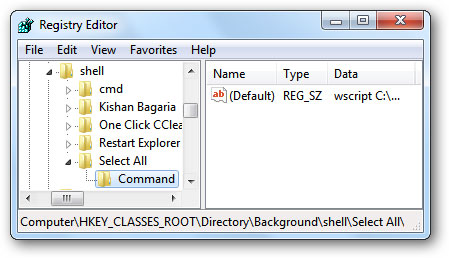 Registry Editor
File Edit View Favorites Help
shell
cmd
Kishan Bagaria
One Click CClea
Restart Explorer
Select All
Command
Name Type Data
ab (Default) REG_SZ wscript C:\...
Computer\HKEY_CLASSES_ROOT\Directory\Background\shell\Select All\